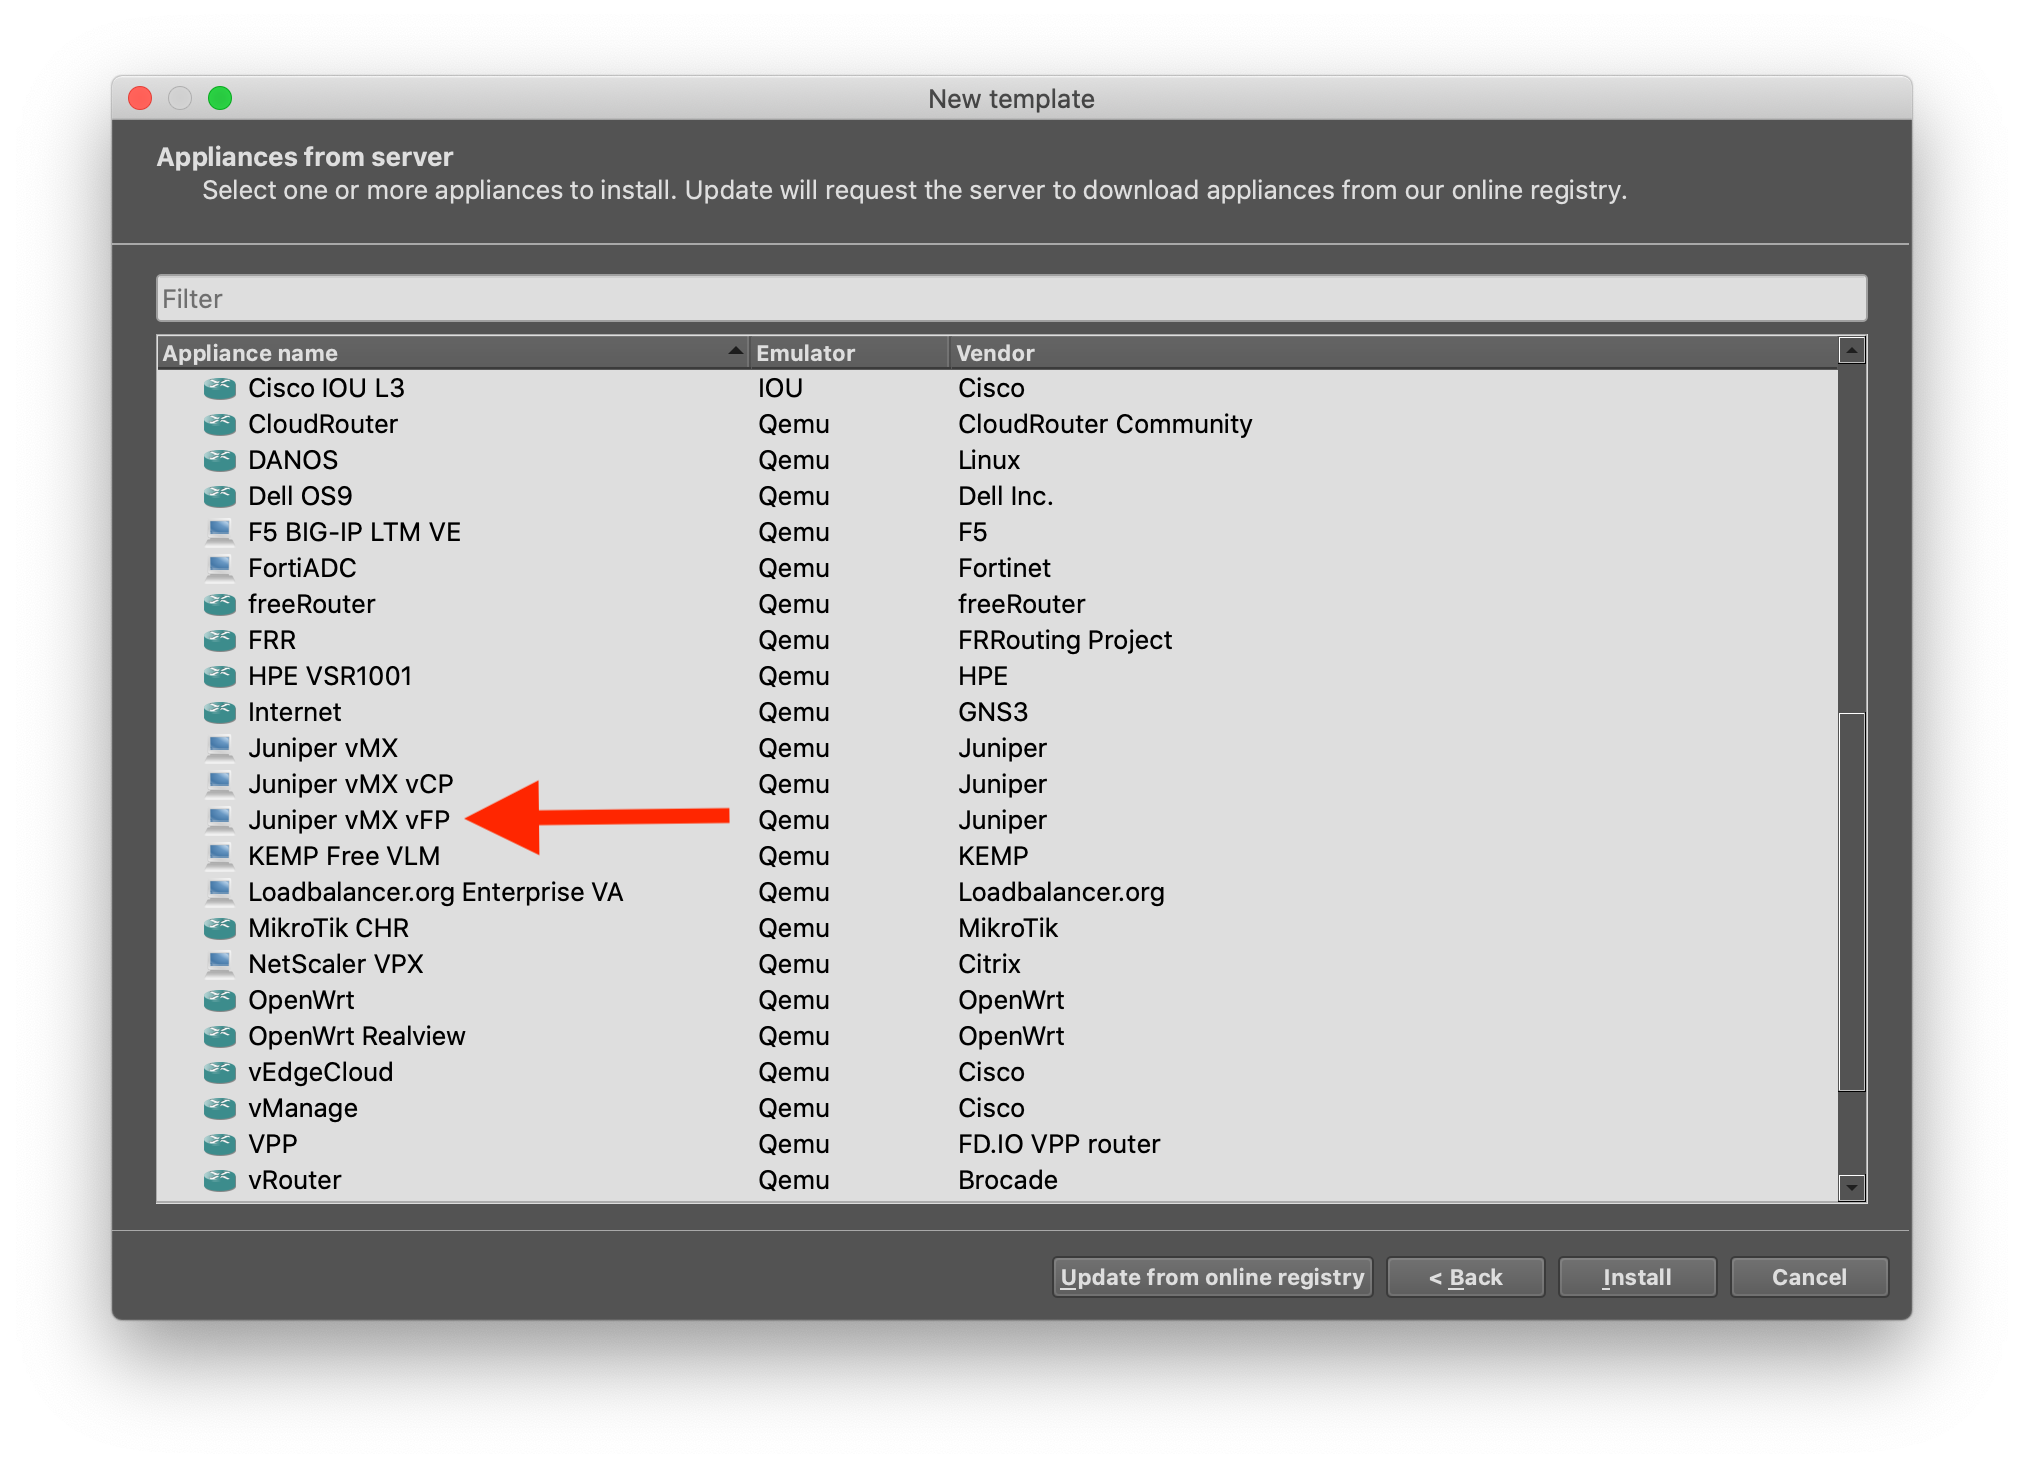 New template
Appliances from server
Select one or more appliances to install. Update will request the server to download appliances from our online registry.
Filter
Appliance name Emulator Vendor
Cisco IOU L3 IOU Cisco
CloudRouter Qemu CloudRouter Community
DANOS Qemu Linux
Dell OS9 Qemu Dell Inc.
F5 BIG-IP LTM VE Qemu F5
FortiADC Qemu Fortinet
freeRouter Qemu freeRouter
FRR Qemu FRRouting Project
HPE VSR1001 Qemu HPE
Internet Qemu GNS3
Juniper vMX Qemu Juniper
Juniper vMX vCP Qemu Juniper
Juniper vMX vFP Qemu Juniper
KEMP Free VLM Qemu KEMP
Loadbalancer.org Enterprise VA Qemu Loadbalancer.org
MikroTik CHR Qemu MikroTik
NetScaler VPX Qemu Citrix
OpenWrt Qemu OpenWrt
OpenWrt Realview Qemu OpenWrt
vEdgeCloud Qemu Cisco
vManage Qemu Cisco
VPP Qemu FD.IO VPP router
vRouter Qemu Brocade
Update from online registry < Back Install Cancel